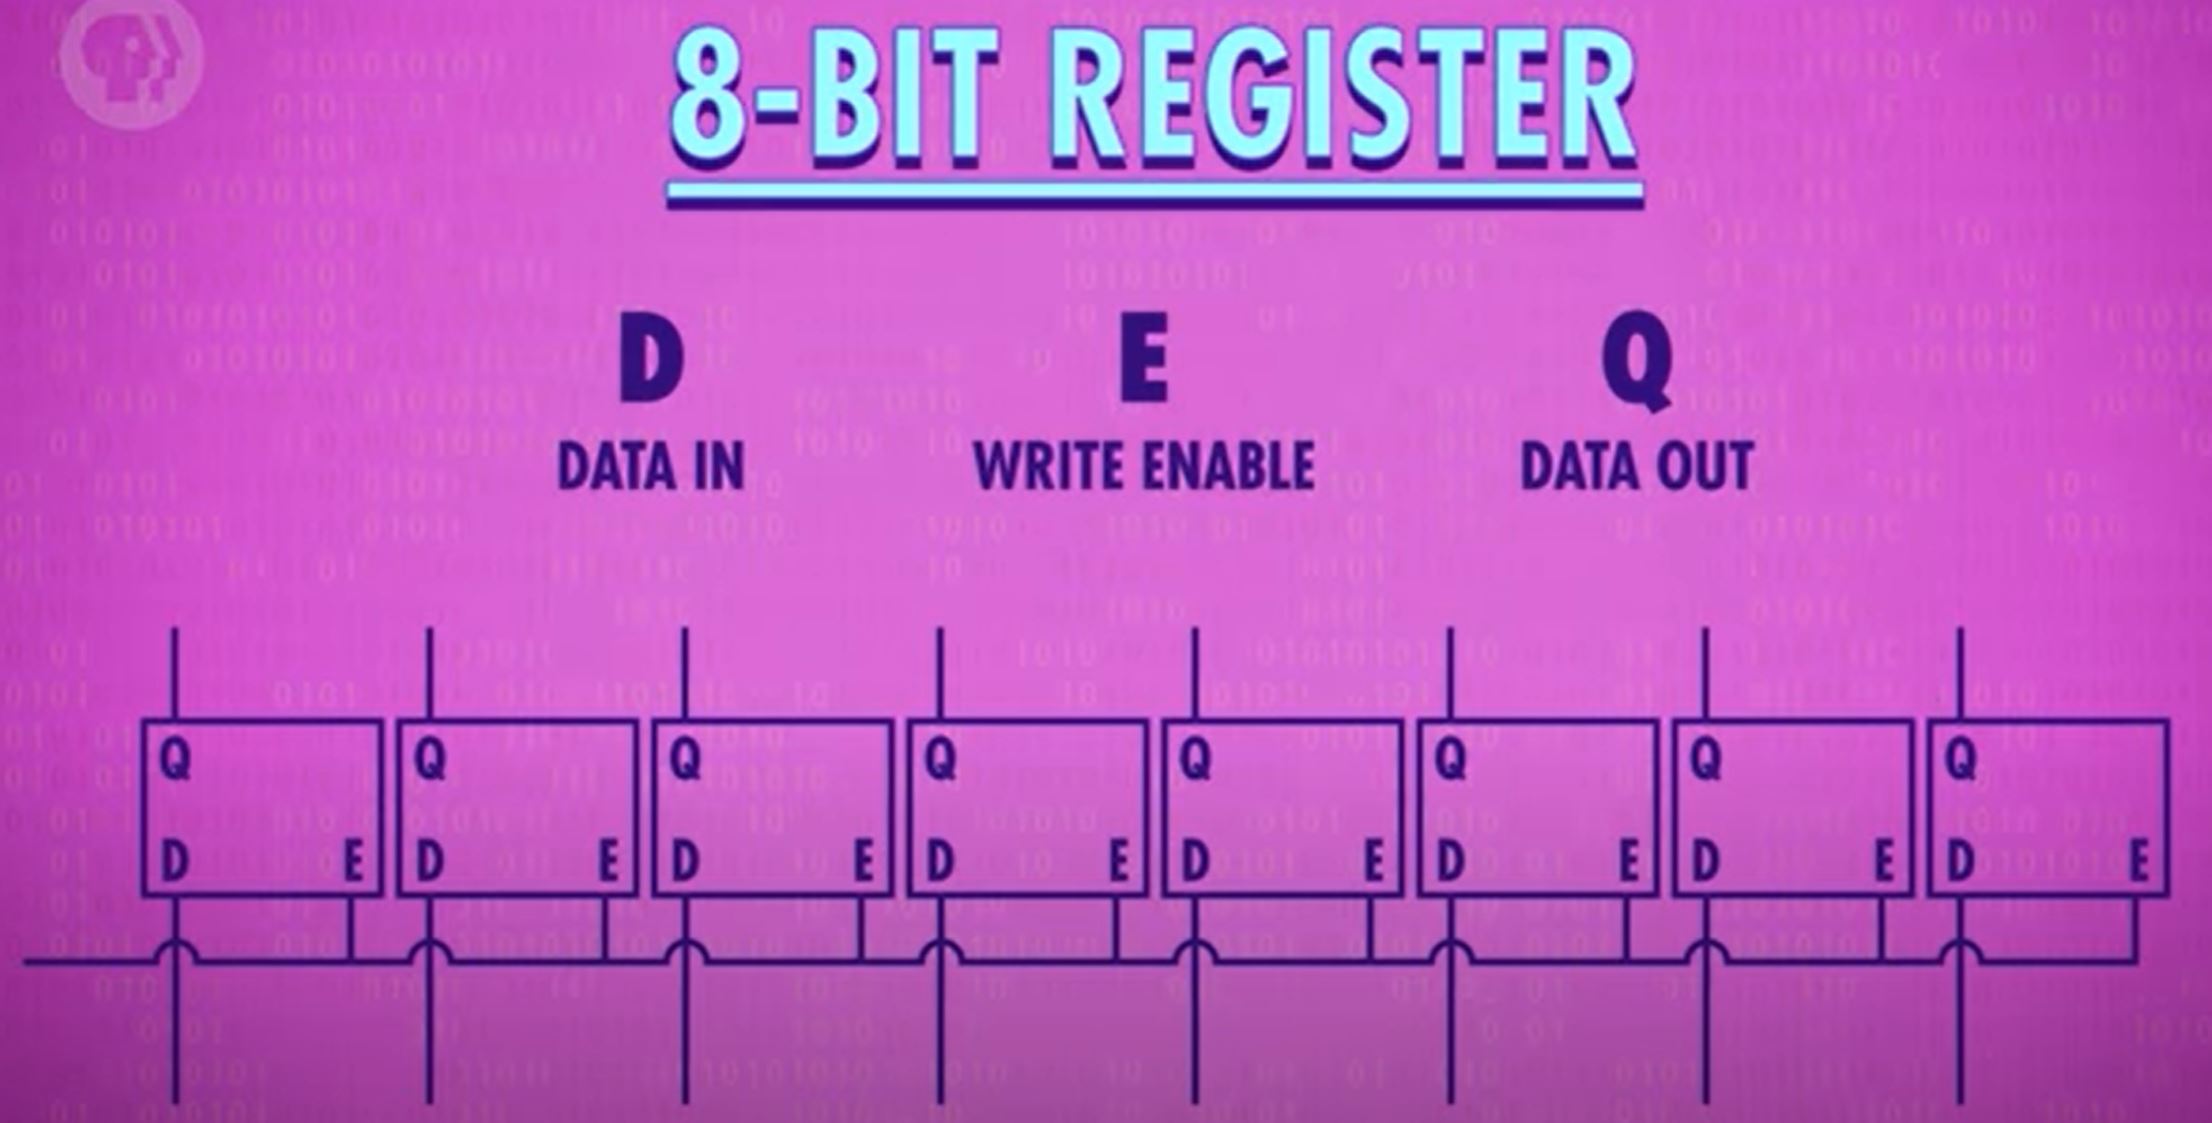 8-BIT REGISTER
D E Q
DATA IN WRITE ENABLE DATA OUT
Q Q Q Q Q Q Q Q
D E D E D E D E D E D E D E D E